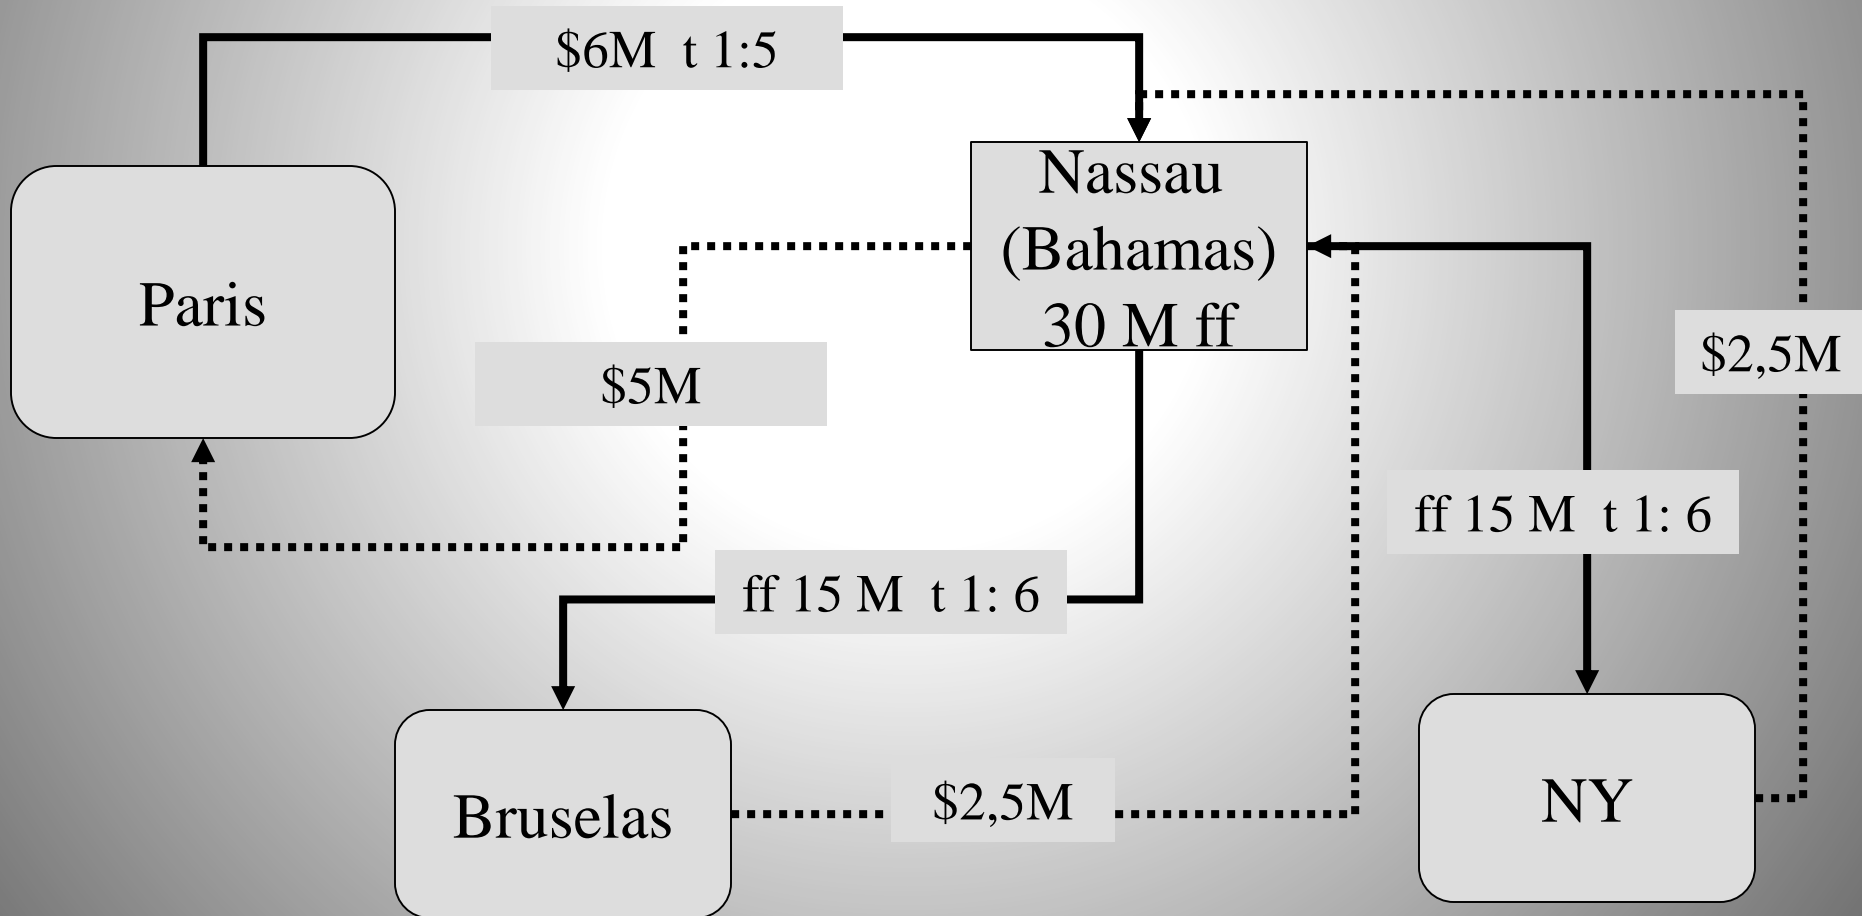 $6M t 1:5
Nassau
(Bahamas)
30 M ff
Paris
$5M
$2,5M
ff 15 M t 1: 6
ff 15 M t 1: 6
Bruselas
$2,5M
NY